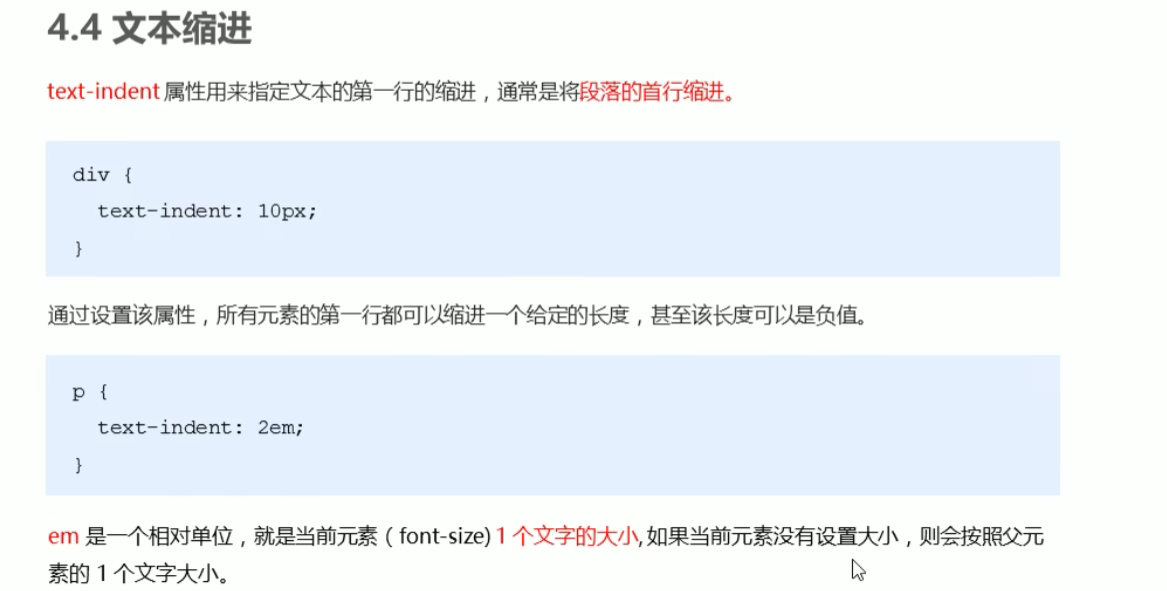 4.4 文本缩进
text-indent 属性用来指定文本的第一行的缩进，通常是将段落的首行缩进。
div {
  text-indent: 10px;
}
通过设置该属性，所有元素的第一行都可以缩进一个给定的长度，甚至该长度可以是负值。
p {
  text-indent: 2em;
}
em 是一个相对单位，就是当前元素（font-size) 1 个文字的大小, 如果当前元素没有设置大小，则会按照父元
素的 1 个文字大小。